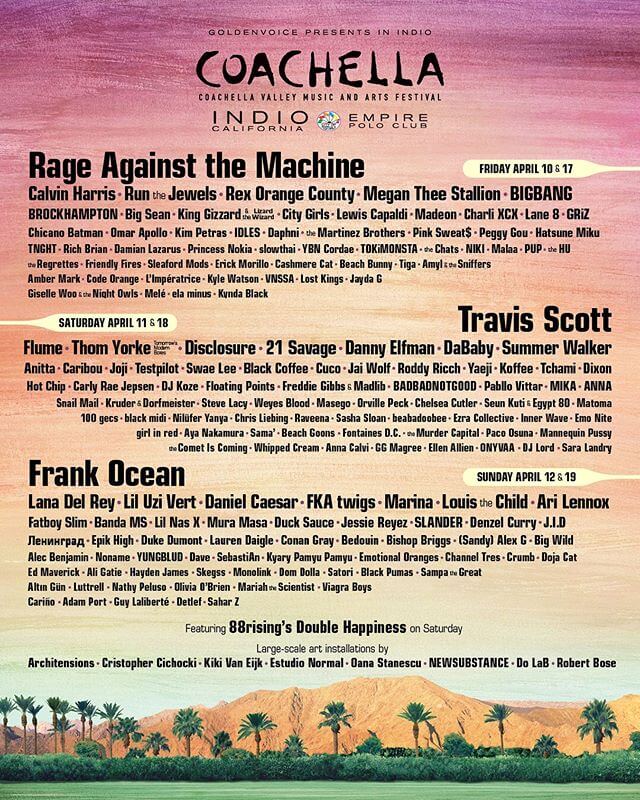 GOLDENVOICE PRESENTS IN INDIO
COACHELLA
COACHELLA VALLEY MUSIC AND ARTS FESTIVAL
INDIO CALIFORNIA EMPIRE POLO CLUB
Rage Against the Machine
FRIDAY APRIL 10 & 17
Calvin Harris • Run the Jewels • Rex Orange County • Megan Thee Stallion • BIGBANG
BROCKHAMPTON • Big Sean • King Gizzard & the Lizard Wizard • City Girls • Lewis Capaldi • Madeon • Charli XCX • Lane 8 • GRiZ
Chicano Batman • Omar Apollo • Kim Petras • IDLES • Daphni • the Martinez Brothers • Pink Sweat$ • Peggy Gou • Hatsune Miku
TNGHT • Rich Brian • Damian Lazarus • Princess Nokia • slowthai • YBN Cordae • TOKiMONSTA • the Chats • NIKI • Malaa • PUP • the HU
the Regrettes • Friendly Fires • Sleaford Mods • Erick Morillo • Cashmere Cat • Beach Bunny • Tiga • Amyl & the Sniffers
Amber Mark • Code Orange • L'Impératrice • Kyle Watson • VNSSA • Lost Kings • Jayda G
Giselle Woo & the Night Owls • Melé • ela minus • Kynda Black
SATURDAY APRIL 11 & 18
Travis Scott
Flume • Thom Yorke Tomorrow's Modern Boxes • Disclosure • 21 Savage • Danny Elfman • DaBaby • Summer Walker
Anitta • Caribou • Joji • Testpilot • Swae Lee • Black Coffee • Cuco • Jai Wolf • Roddy Ricch • Yaeji • Koffee • Tchami • Dixon
Hot Chip • Carly Rae Jepsen • DJ Koze • Floating Points • Freddie Gibbs & Madlib • BADBADNOTGOOD • Pabllo Vittar • MIKA • ANNA
Snail Mail • Kruder & Dorfmeister • Steve Lacy • Weyes Blood • Masego • Orville Peck • Chelsea Cutler • Seun Kuti & Egypt 80 • Matoma
100 gecs • black midi • Nilüfer Yanya • Chris Liebing • Raveena • Sasha Sloan • beabadoobee • Ezra Collective • Inner Wave • Emo Nite
girl in red • Aya Nakamura • Sama' • Beach Goons • Fontaines D.C. • the Murder Capital • Paco Osuna • Mannequin Pussy
the Comet Is Coming • Whipped Cream • Anna Calvi • GG Magree • Ellen Allien • ONYVAA • DJ Lord • Sara Landry
Frank Ocean
SUNDAY APRIL 12 & 19
Lana Del Rey • Lil Uzi Vert • Daniel Caesar • FKA twigs • Marina • Louis the Child • Ari Lennox
Fatboy Slim • Banda MS • Lil Nas X • Mura Masa • Duck Sauce • Jessie Reyez • SLANDER • Denzel Curry • J.I.D
Ленинград • Epik High • Duke Dumont • Lauren Daigle • Conan Gray • Bedouin • Bishop Briggs • (Sandy) Alex G • Big Wild
Alec Benjamin • Noname • YUNGBLUD • Dave • SebastiAn • Kyary Pamyu Pamyu • Emotional Oranges • Channel Tres • Crumb • Doja Cat
Ed Maverick • Ali Gatie • Hayden James • Skegss • Monolink • Dom Dolla • Satori • Black Pumas • Sampa the Great
Altın Gün • Luttrell • Nathy Peluso • Olivia O'Brien • Mariah the Scientist • Viagra Boys
Cariño • Adam Port • Guy Laliberté • Detlef • Sahar Z
Featuring 88rising's Double Happiness on Saturday
Large-scale art installations by
Architensions • Cristopher Cichocki • Kiki Van Eijk • Estudio Normal • Oana Stanescu • NEWSUBSTANCE • Do LaB • Robert Bose